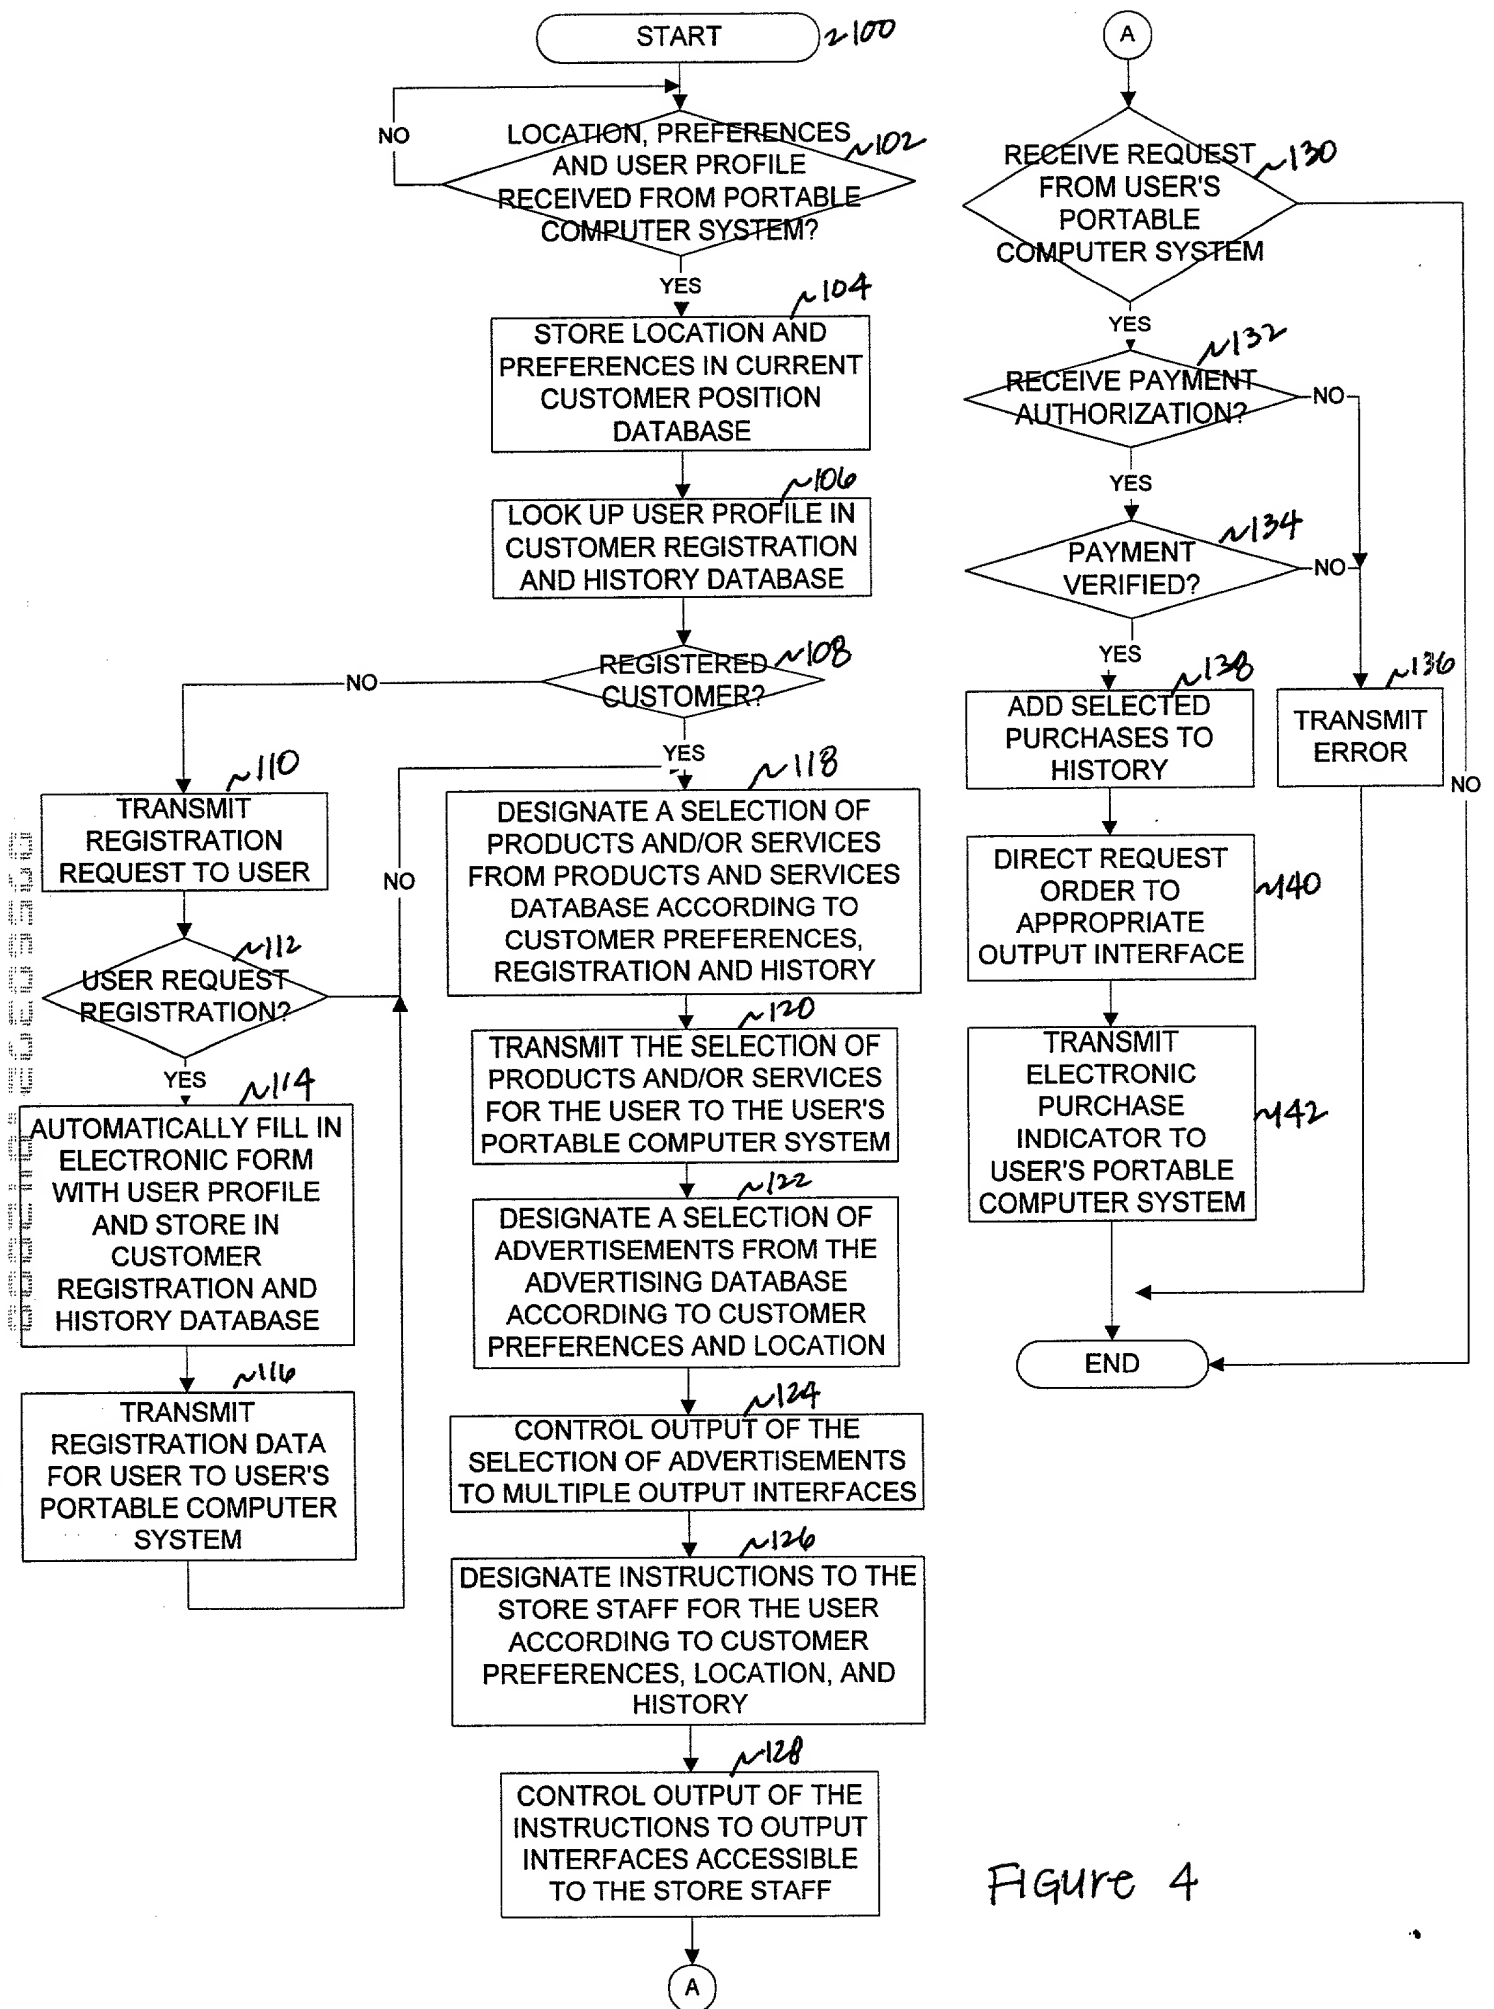 START
~100
NO
LOCATION, PREFERENCES
AND USER PROFILE
RECEIVED FROM PORTABLE
COMPUTER SYSTEM?
~102
YES
~104
STORE LOCATION AND
PREFERENCES IN CURRENT
CUSTOMER POSITION
DATABASE
~106
LOOK UP USER PROFILE IN
CUSTOMER REGISTRATION
AND HISTORY DATABASE
REGISTERED
CUSTOMER?
~108
NO
YES
~110
TRANSMIT
REGISTRATION
REQUEST TO USER
~112
USER REQUEST
REGISTRATION?
NO
YES
~114
AUTOMATICALLY FILL IN
ELECTRONIC FORM
WITH USER PROFILE
AND STORE IN
CUSTOMER
REGISTRATION AND
HISTORY DATABASE
~116
TRANSMIT
REGISTRATION DATA
FOR USER TO USER'S
PORTABLE COMPUTER
SYSTEM
~118
DESIGNATE A SELECTION OF
PRODUCTS AND/OR SERVICES
FROM PRODUCTS AND SERVICES
DATABASE ACCORDING TO
CUSTOMER PREFERENCES,
REGISTRATION AND HISTORY
~120
TRANSMIT THE SELECTION OF
PRODUCTS AND/OR SERVICES
FOR THE USER TO THE USER'S
PORTABLE COMPUTER SYSTEM
~122
DESIGNATE A SELECTION OF
ADVERTISEMENTS FROM THE
ADVERTISING DATABASE
ACCORDING TO CUSTOMER
PREFERENCES AND LOCATION
~124
CONTROL OUTPUT OF THE
SELECTION OF ADVERTISEMENTS
TO MULTIPLE OUTPUT INTERFACES
~126
DESIGNATE INSTRUCTIONS TO THE
STORE STAFF FOR THE USER
ACCORDING TO CUSTOMER
PREFERENCES, LOCATION, AND
HISTORY
~128
CONTROL OUTPUT OF THE
INSTRUCTIONS TO OUTPUT
INTERFACES ACCESSIBLE
TO THE STORE STAFF
A
A
RECEIVE REQUEST
FROM USER'S
PORTABLE
COMPUTER SYSTEM
~130
YES
~132
RECEIVE PAYMENT
AUTHORIZATION?
NO
YES
~134
PAYMENT
VERIFIED?
NO
YES
~138
ADD SELECTED
PURCHASES TO
HISTORY
~136
TRANSMIT
ERROR
NO
DIRECT REQUEST
ORDER TO
APPROPRIATE
OUTPUT INTERFACE
~140
TRANSMIT
ELECTRONIC
PURCHASE
INDICATOR TO
USER'S PORTABLE
COMPUTER SYSTEM
~142
END
Figure 4